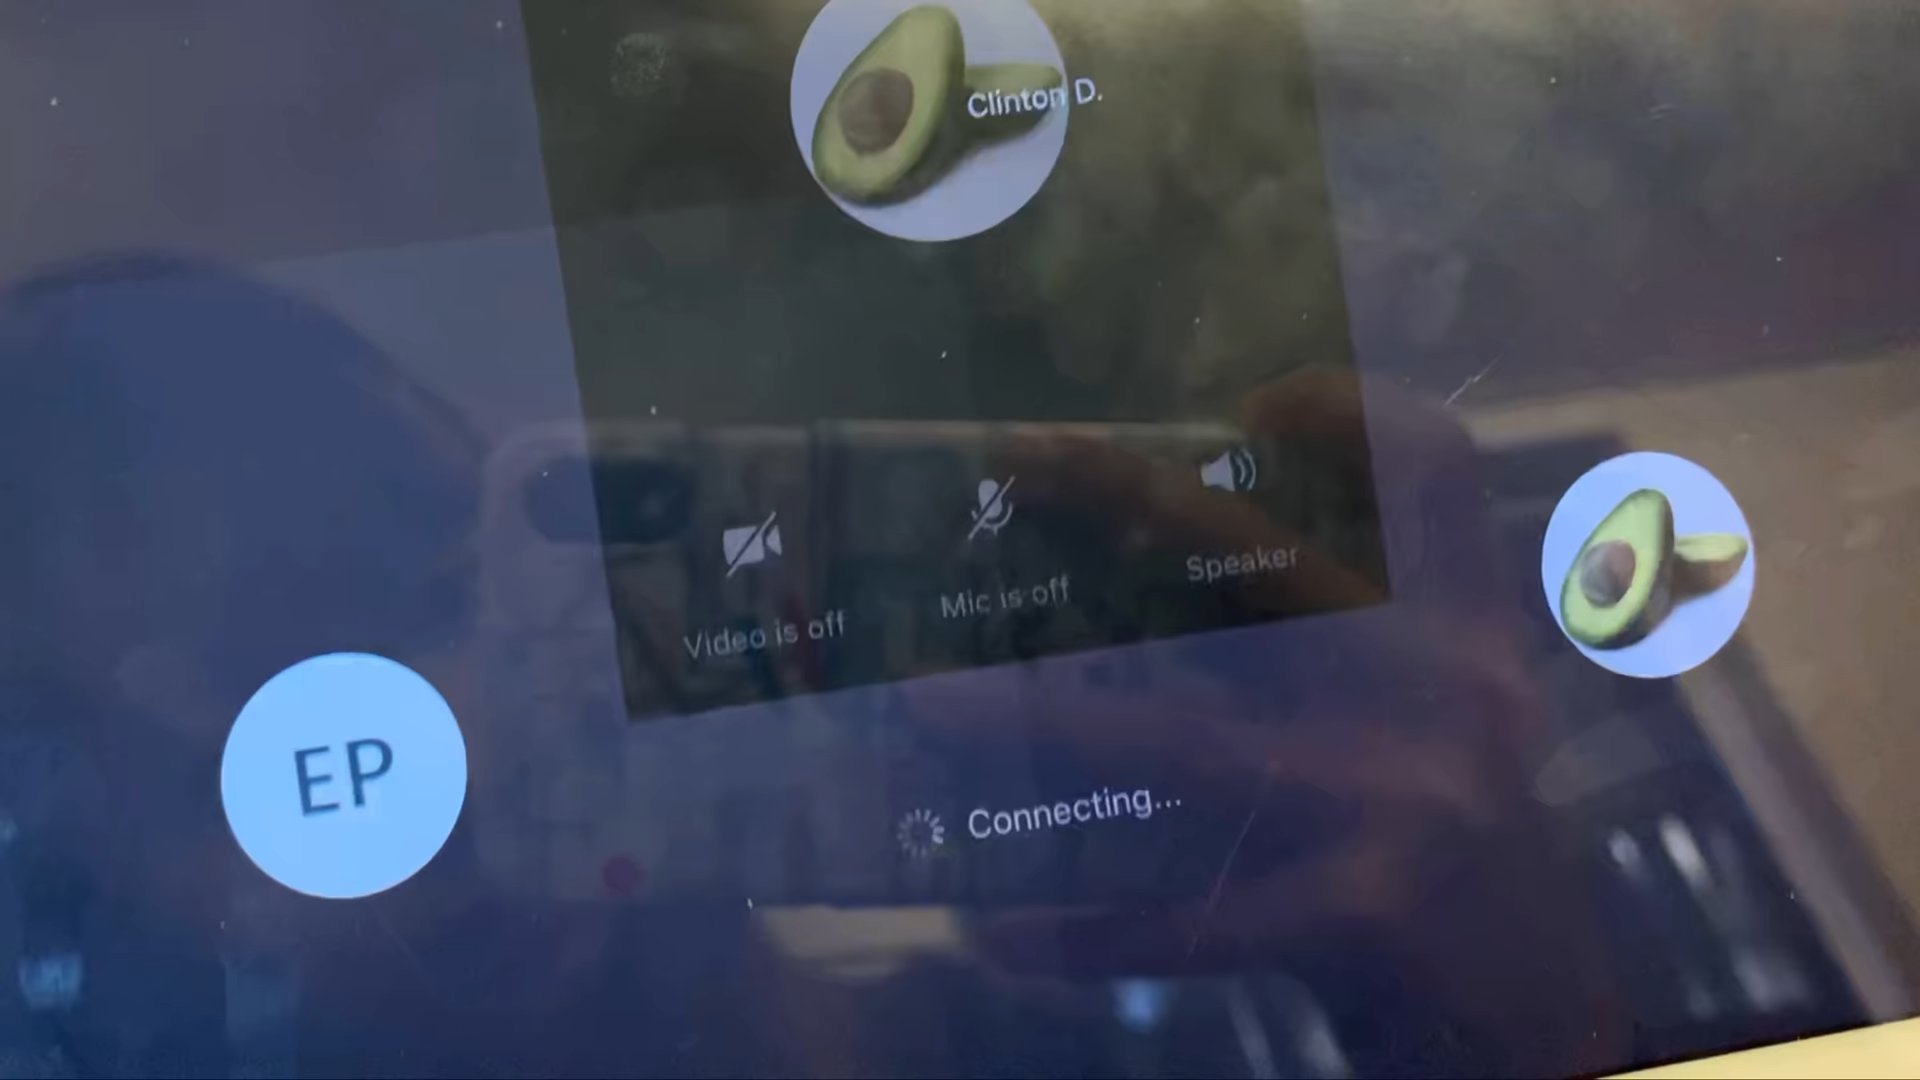 Clinton D.
Video is off
Mic is off
Speaker
EP
Connecting...